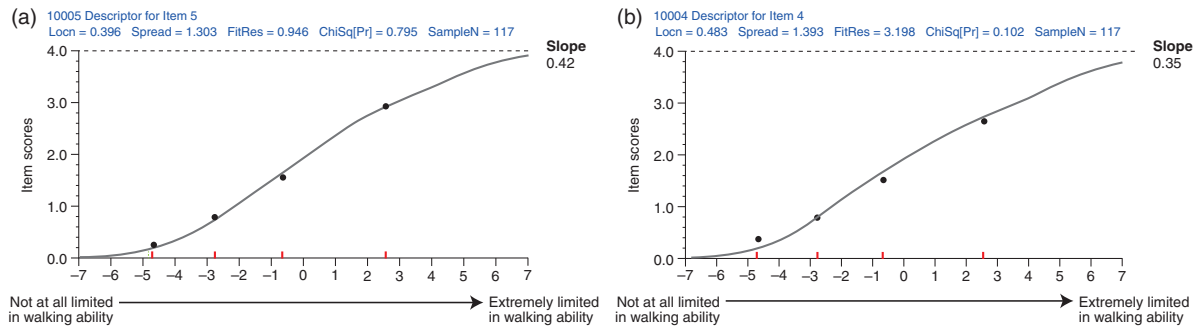 (a) 10005 Descriptor for Item 5
Locn = 0.396 Spread = 1.303 FitRes = 0.946 ChiSq[Pr] = 0.795 SampleN = 117
Slope
0.42
4.0
3.0
2.0
1.0
0.0
Item scores
–7 –6 –5 –4 –3 –2 –1 0 1 2 3 4 5 6 7
Not at all limited
in walking ability
Extremely limited
in walking ability
(b) 10004 Descriptor for Item 4
Locn = 0.483 Spread = 1.393 FitRes = 3.198 ChiSq[Pr] = 0.102 SampleN = 117
Slope
0.35
4.0
3.0
2.0
1.0
0.0
Item scores
–7 –6 –5 –4 –3 –2 –1 0 1 2 3 4 5 6 7
Not at all limited
in walking ability
Extremely limited
in walking ability